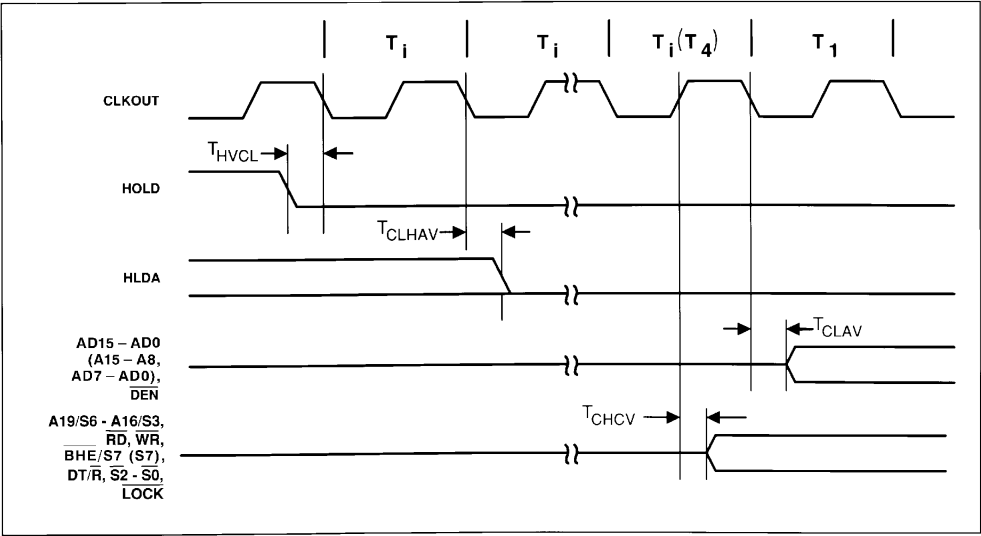 T i T i T i (T 4) T 1
CLKOUT
T HVCL
HOLD
T CLHAV
HLDA
T CLAV
AD15 – AD0
(A15 – A8,
AD7 – AD0),
DEN
T CHCV
A19/S6 - A16/S3,
RD, WR,
BHE/S7 (S7),
DT/R, S2 - S0,
LOCK